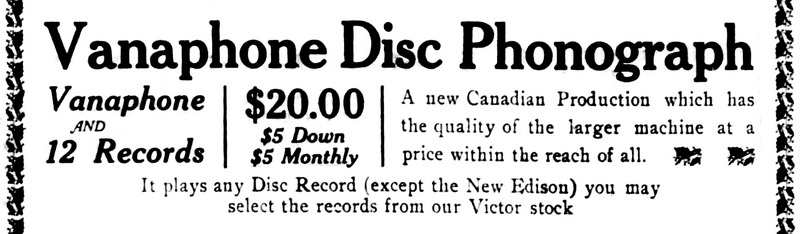 Vanaphone Disc Phonograph
Vanaphone
AND
12 Records
$20.00
$5 Down
$5 Monthly
A new Canadian Production which has
the quality of the larger machine at a
price within the reach of all.
It plays any Disc Record (except the New Edison) you may
select the records from our Victor stock